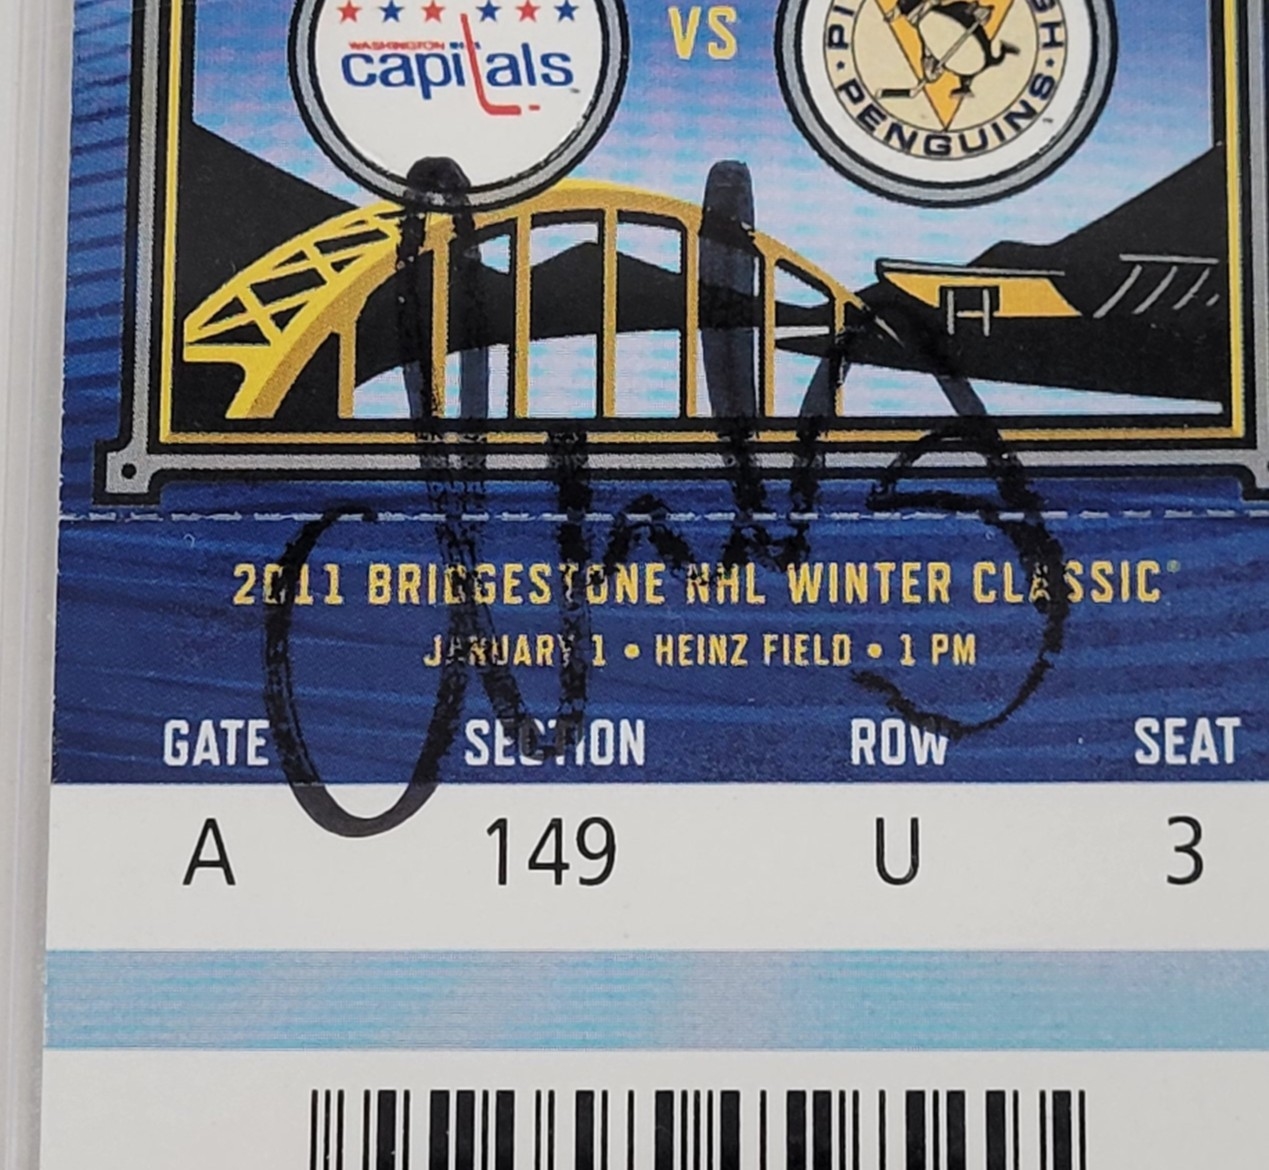 WASHINGTON
capitals
VS
PENGUINS
H
2011 BRIDGESTONE NHL WINTER CLASSIC®
JANUARY 1 • HEINZ FIELD • 1 PM
GATE SECTION ROW SEAT
A 149 U 3